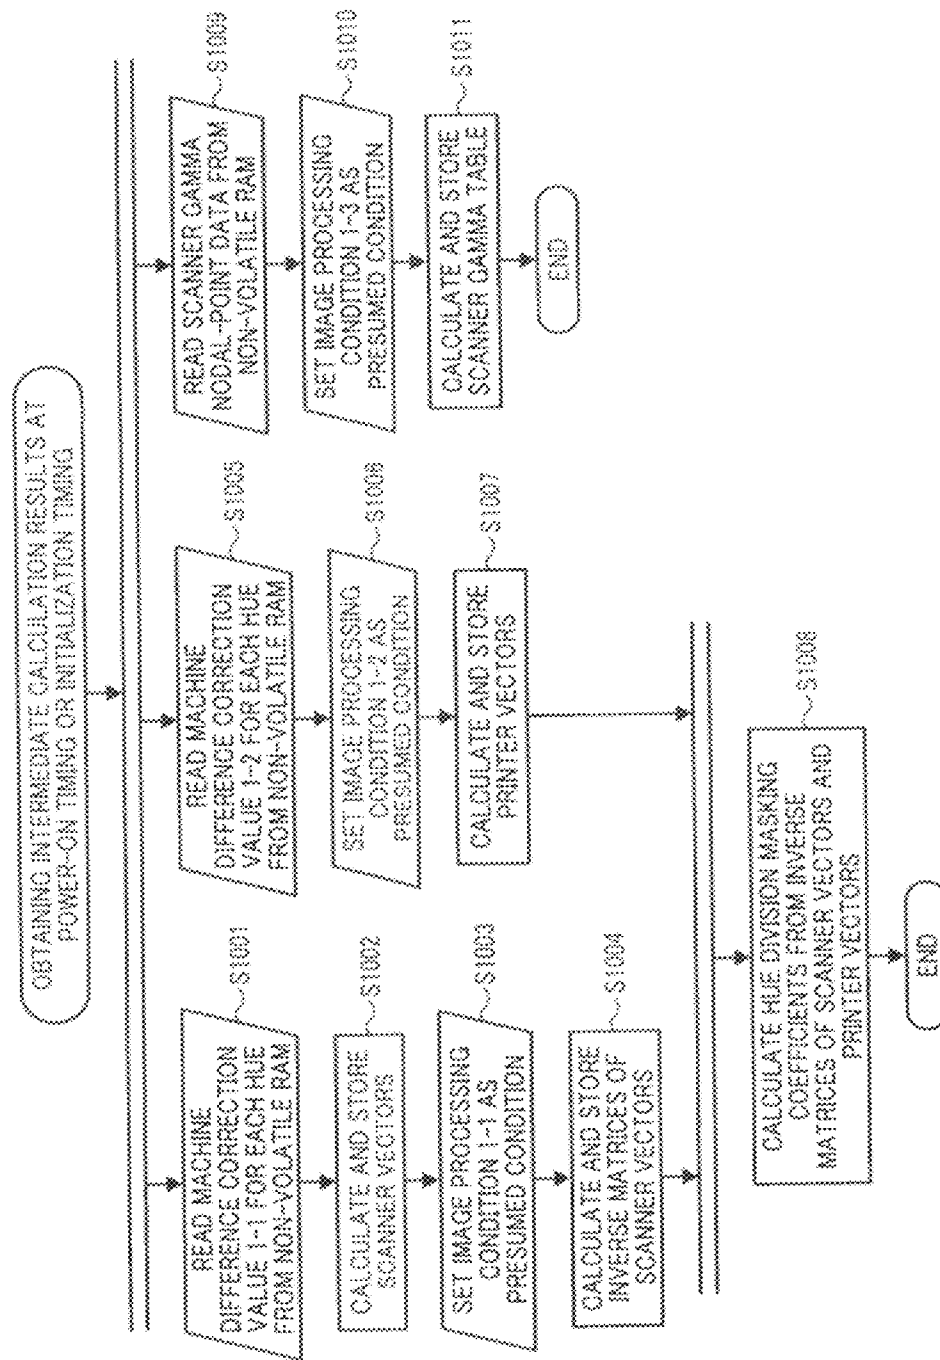 OBTAINING INTERMEDIATE CALCULATION RESULTS AT
POWER-ON TIMING OR INITIALIZATION TIMING
READ MACHINE
DIFFERENCE CORRECTION
VALUE 1-1 FOR EACH HUE
FROM NON-VOLATILE RAM
S1001
CALCULATE AND STORE
SCANNER VECTORS
S1002
SET IMAGE PROCESSING
CONDITION 1-1 AS
PRESUMED CONDITION
S1003
CALCULATE AND STORE
INVERSE MATRICES OF
SCANNER VECTORS
S1004
READ MACHINE
DIFFERENCE CORRECTION
VALUE 1-2 FOR EACH HUE
FROM NON-VOLATILE RAM
S1005
SET IMAGE PROCESSING
CONDITION 1-2 AS
PRESUMED CONDITION
S1006
CALCULATE AND STORE
PRINTER VECTORS
S1007
CALCULATE HUE DIVISION MASKING
COEFFICIENTS FROM INVERSE
MATRICES OF SCANNER VECTORS AND
PRINTER VECTORS
S1008
END
READ SCANNER GAMMA
NODAL-POINT DATA FROM
NON-VOLATILE RAM
S1009
SET IMAGE PROCESSING
CONDITION 1-3 AS
PRESUMED CONDITION
S1010
CALCULATE AND STORE
SCANNER GAMMA TABLE
S1011
END